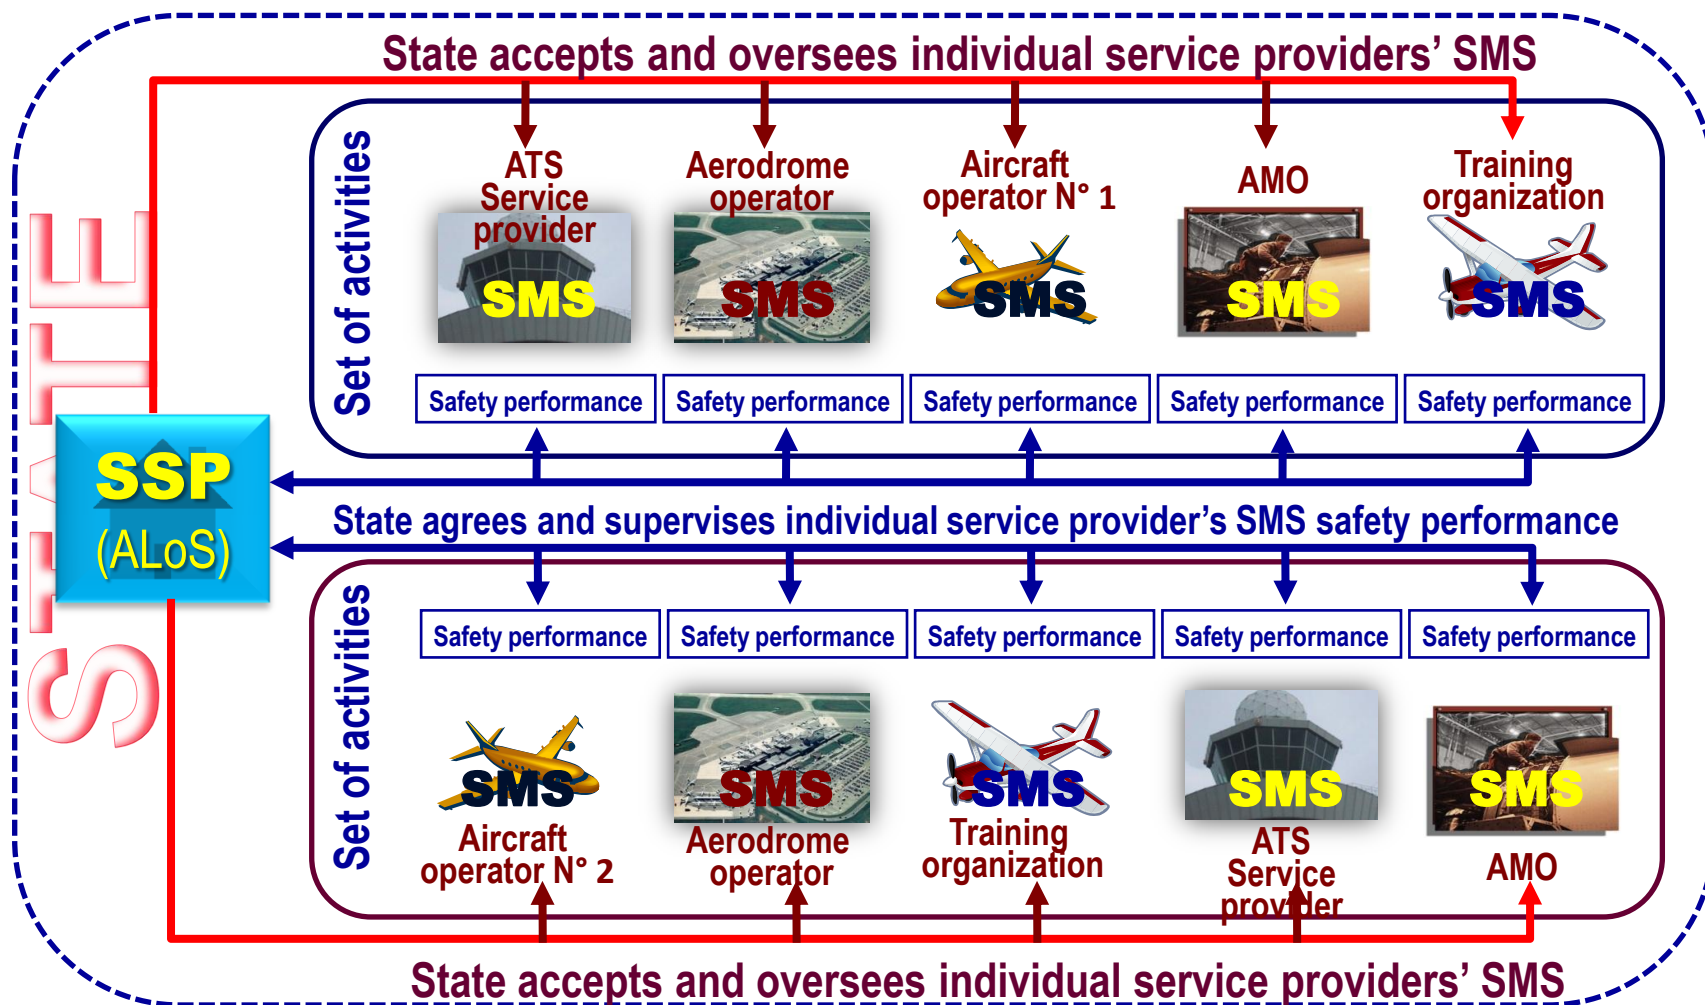 State accepts and oversees individual service providers’ SMS
STATE
Set of activities
ATS
Service
provider
Aerodrome
operator
Aircraft
operator N° 1
AMO
Training
organization
SMS
SMS
SMS
SMS
SMS
Safety performance
Safety performance
Safety performance
Safety performance
Safety performance
SSP
(ALoS)
State agrees and supervises individual service provider’s SMS safety performance
Set of activities
Safety performance
Safety performance
Safety performance
Safety performance
Safety performance
SMS
SMS
SMS
SMS
SMS
Aircraft
operator N° 2
Aerodrome
operator
Training
organization
ATS
Service
provider
AMO
State accepts and oversees individual service providers’ SMS